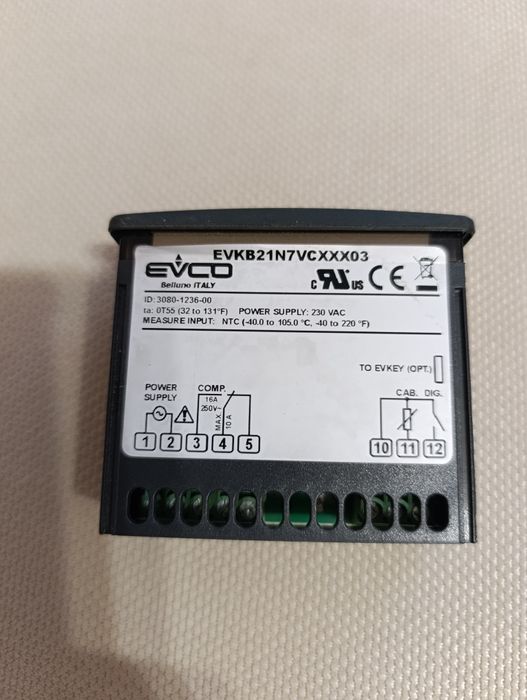 EVKB21N7VCXXX03
EVCO
Belluno ITALY
C RU US CE
ID: 3080-1236-00
ta: 0T55 (32 to 131°F) POWER SUPPLY: 230 VAC
MEASURE INPUT: NTC (-40.0 to 105.0 °C, -40 to 220 °F)
TO EVKEY (OPT.)
POWER SUPPLY
COMP.
16A
250V~
MAX
10 A
CAB. DIG.
1 2 3 4 5
10 11 12